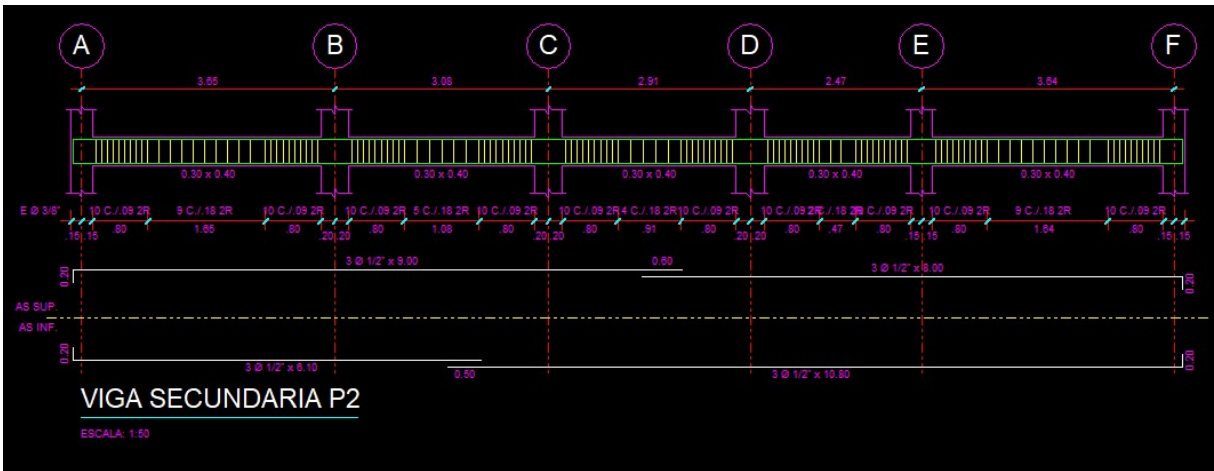 A B C D E F
3.65 3.08 2.91 2.47 3.64
0.30 x 0.40 0.30 x 0.40 0.30 x 0.40 0.30 x 0.40 0.30 x 0.40
E Ø 3/8" 10 C./.09 2R 9 C./.18 2R 10 C./.09 2R 10 C./.09 2R 5 C./.18 2R 10 C./.09 2R 10 C./.09 2R 4 C./.18 2R 10 C./.09 2R 10 C./.09 2R C./.18 2R 10 C./.09 2R 10 C./.09 2R 9 C./.18 2R 10 C./.09 2R
.15 .15 .80 1.65 .80 .20 .20 .80 1.08 .80 .20 .20 .80 .91 .80 .20 .20 .80 .47 .80 .15 .15 .80 1.64 .80 .15 .15
0.20 3 Ø 1/2" x 9.00 0.60 3 Ø 1/2" x 8.00 0.20
AS SUP.
AS INF.
0.20 3 Ø 1/2" x 6.10 0.50 3 Ø 1/2" x 10.80 0.20
VIGA SECUNDARIA P2
ESCALA: 1:50